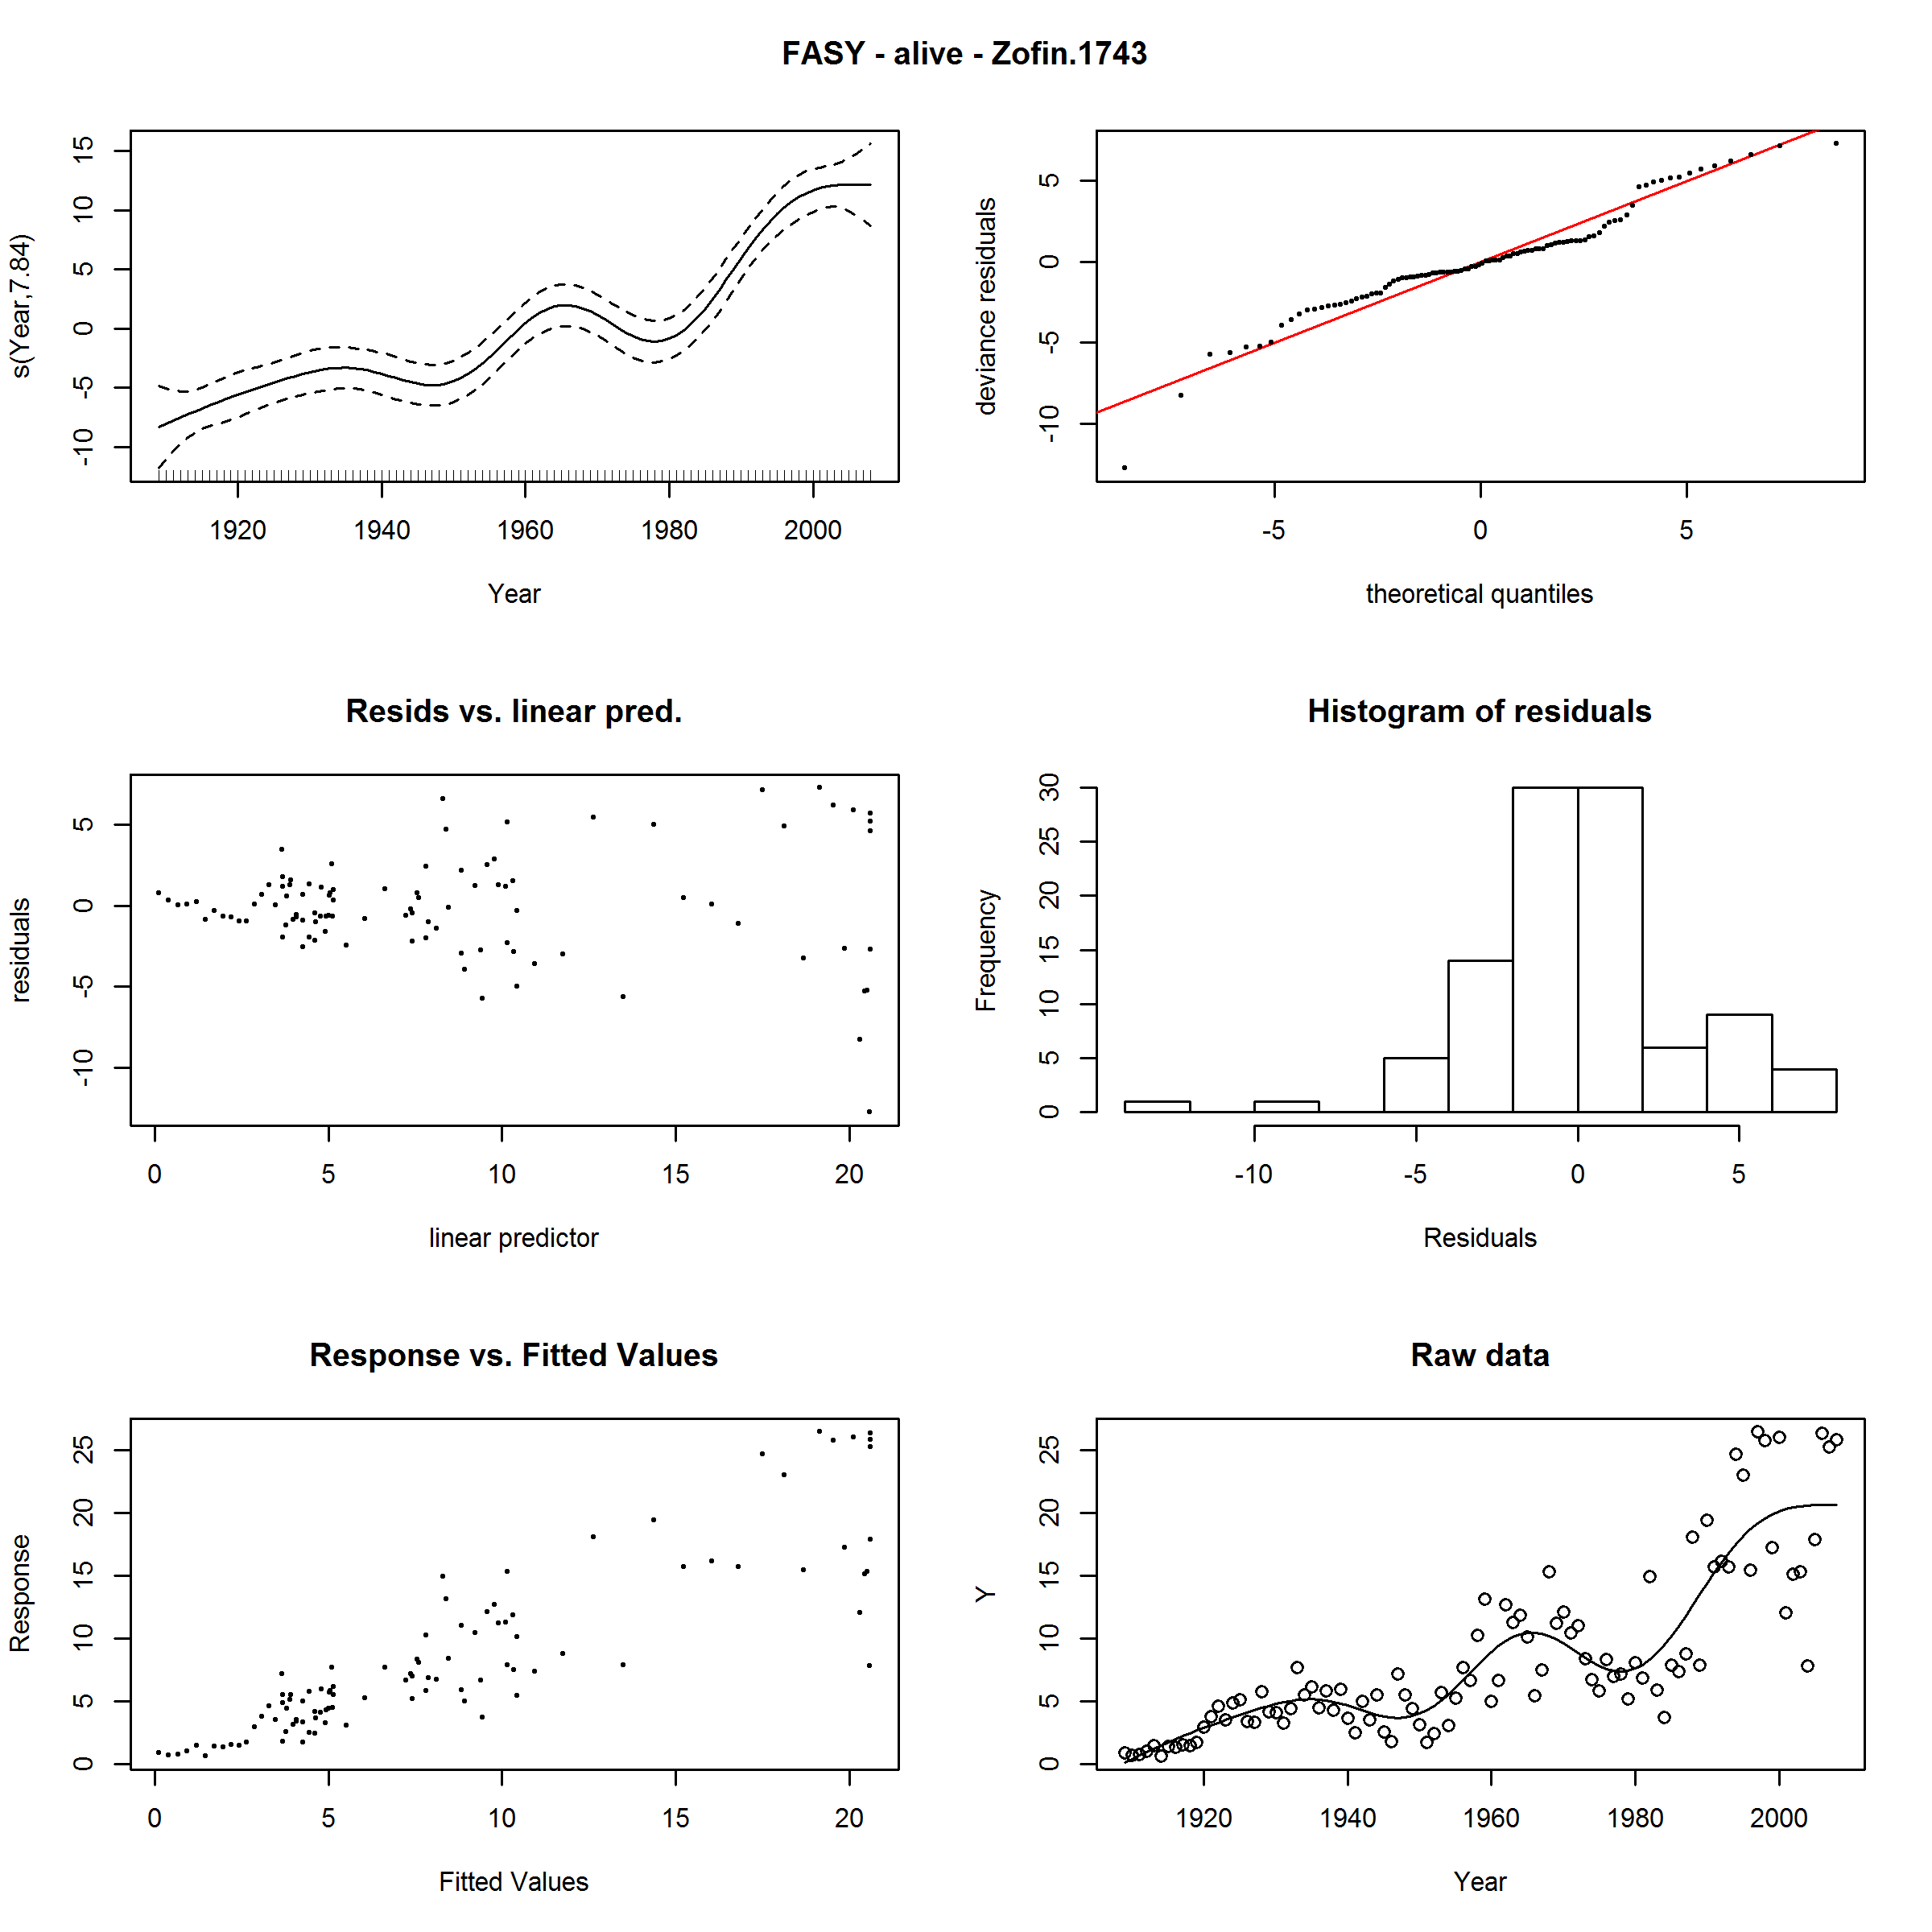 FASY - alive - Zofin.1743
s(Year,7.84)
-10 -5 0 5 10 15
1920 1940 1960 1980 2000
Year
deviance residuals
-10 -5 0 5
-5 0 5
theoretical quantiles
Resids vs. linear pred.
residuals
-10 -5 0 5
0 5 10 15 20
linear predictor
Histogram of residuals
Frequency
0 5 10 15 20 25 30
-10 -5 0 5
Residuals
Response vs. Fitted Values
Response
0 5 10 15 20 25
0 5 10 15 20
Fitted Values
Raw data
Y
0 5 10 15 20 25
1920 1940 1960 1980 2000
Year